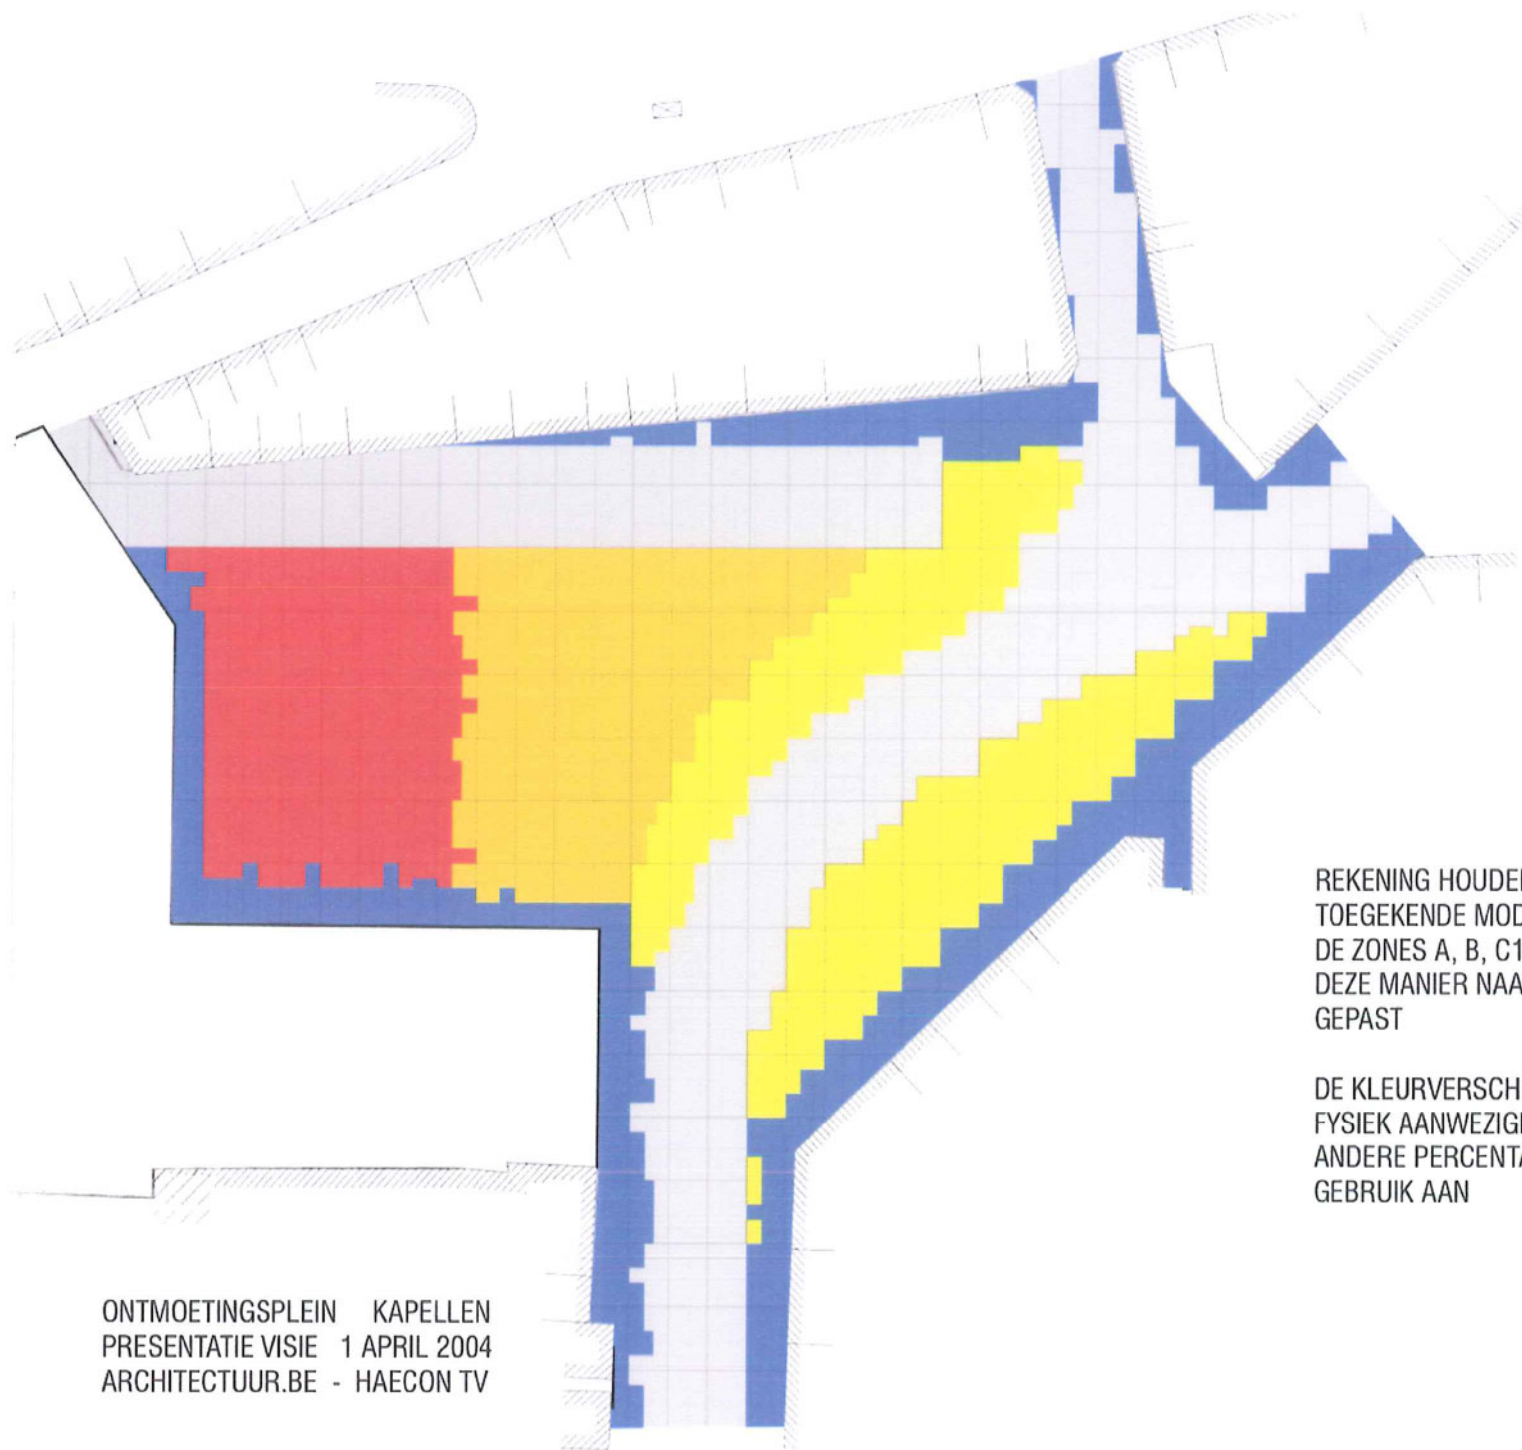 REKENING HOUDE
TOEGEKENDE MOD
DE ZONES A, B, C1
DEZE MANIER NAA
GEPAST
DE KLEURVERSCH
FYSIEK AANWEZIG
ANDERE PERCENTA
GEBRUIK AAN
ONTMOETINGSPLEIN KAPELLEN
PRESENTATIE VISIE 1 APRIL 2004
ARCHITECTUUR.BE - HAECON TV